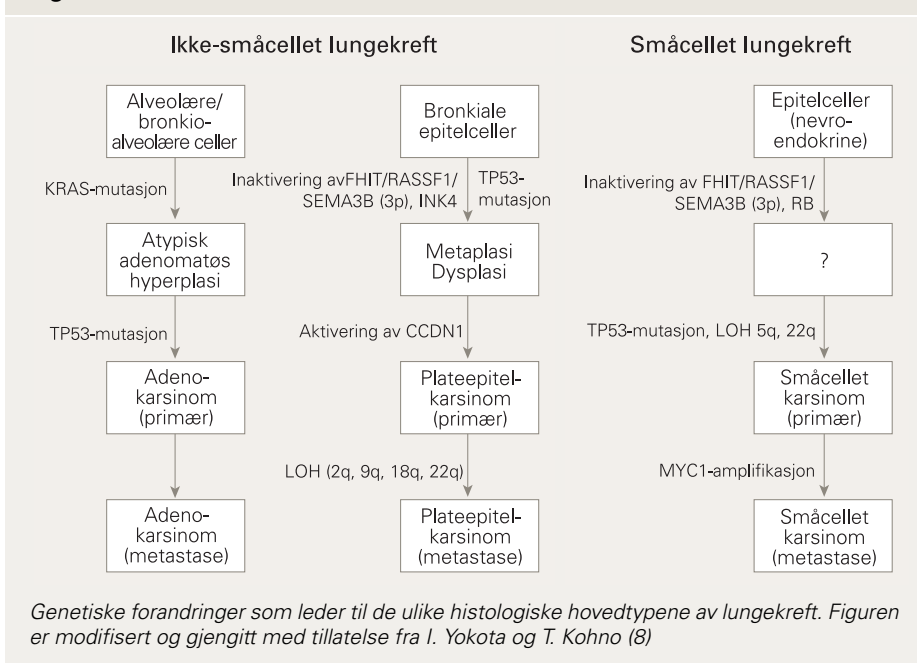 Ikke-småcellet lungekreft
Småcellet lungekreft
Alveolære/
bronkio-
alveolære celler
KRAS-mutasjon
Atypisk
adenomatøs
hyperplasi
TP53-mutasjon
Adeno-
karsinom
(primær)
Adeno-
karsinom
(metastase)
Bronkiale
epitelceller
Inaktivering avFHIT/RASSF1/
SEMA3B (3p), INK4
TP53-
mutasjon
Metaplasi
Dysplasi
Aktivering av CCDN1
Plateepitel-
karsinom
(primær)
LOH (2q, 9q, 18q, 22q)
Plateepitel-
karsinom
(metastase)
Epitelceller
(nevro-
endokrine)
Inaktivering av FHIT/RASSF1/
SEMA3B (3p), RB
?
TP53-mutasjon, LOH 5q, 22q
Småcellet
karsinom
(primær)
MYC1-amplifikasjon
Småcellet
karsinom
(metastase)
Genetiske forandringer som leder til de ulike histologiske hovedtypene av lungekreft. Figuren
er modifisert og gjengitt med tillatelse fra I. Yokota og T. Kohno (8)